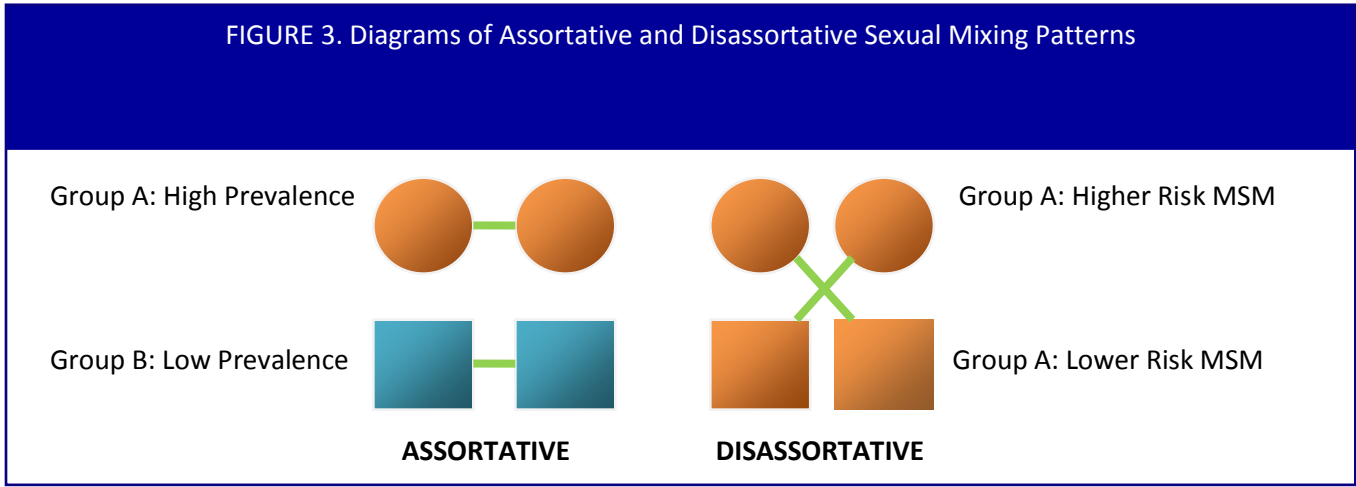 FIGURE 3. Diagrams of Assortative and Disassortative Sexual Mixing Patterns
Group A: High Prevalence
Group A: Higher Risk MSM
Group B: Low Prevalence
Group A: Lower Risk MSM
ASSORTATIVE
DISASSORTATIVE